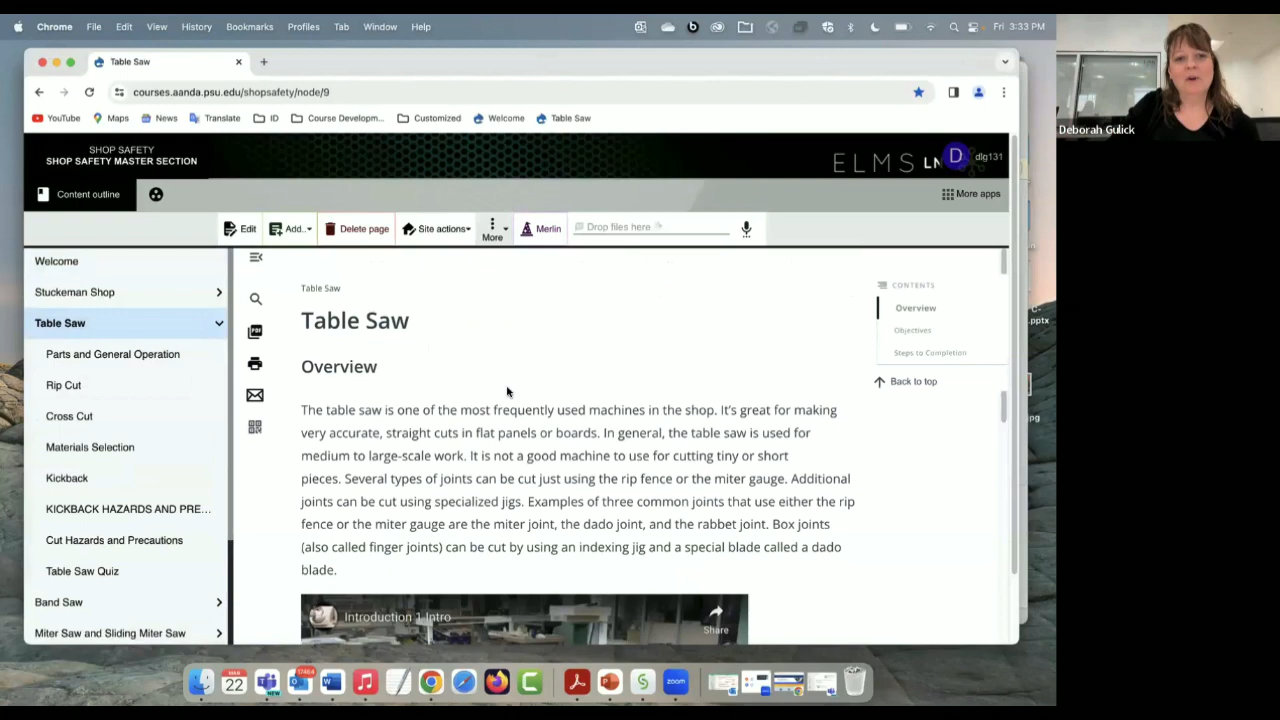 Chrome File Edit View History Bookmarks Profiles Tab Window Help Fri 3:33 PM
Table Saw
courses.aanda.psu.edu/shopsafety/node/9
YouTube Maps News Translate ID Course Developm... Customized Welcome Table Saw
SHOP SAFETY
SHOP SAFETY MASTER SECTION
ELMS LN
D dlg131
Content outline
More apps
Edit Add.. Delete page Site actions More Merlin Drop files here
Welcome
Stuckeman Shop
Table Saw
Parts and General Operation
Rip Cut
Cross Cut
Materials Selection
Kickback
KICKBACK HAZARDS AND PRE...
Cut Hazards and Precautions
Table Saw Quiz
Band Saw
Miter Saw and Sliding Miter Saw
PDF
Table Saw
Table Saw
Overview
The table saw is one of the most frequently used machines in the shop. It's great for making
very accurate, straight cuts in flat panels or boards. In general, the table saw is used for
medium to large-scale work. It is not a good machine to use for cutting tiny or short
pieces. Several types of joints can be cut just using the rip fence or the miter gauge. Additional
joints can be cut using specialized jigs. Examples of three common joints that use either the rip
fence or the miter gauge are the miter joint, the dado joint, and the rabbet joint. Box joints
(also called finger joints) can be cut by using an indexing jig and a special blade called a dado
blade.
Introduction 1 Intro
Share
CONTENTS
Overview
Objectives
Steps to Completion
Back to top
C-
.pptx
.jpg
Deborah Gulick
MAR
22
NEW
17464
zoom